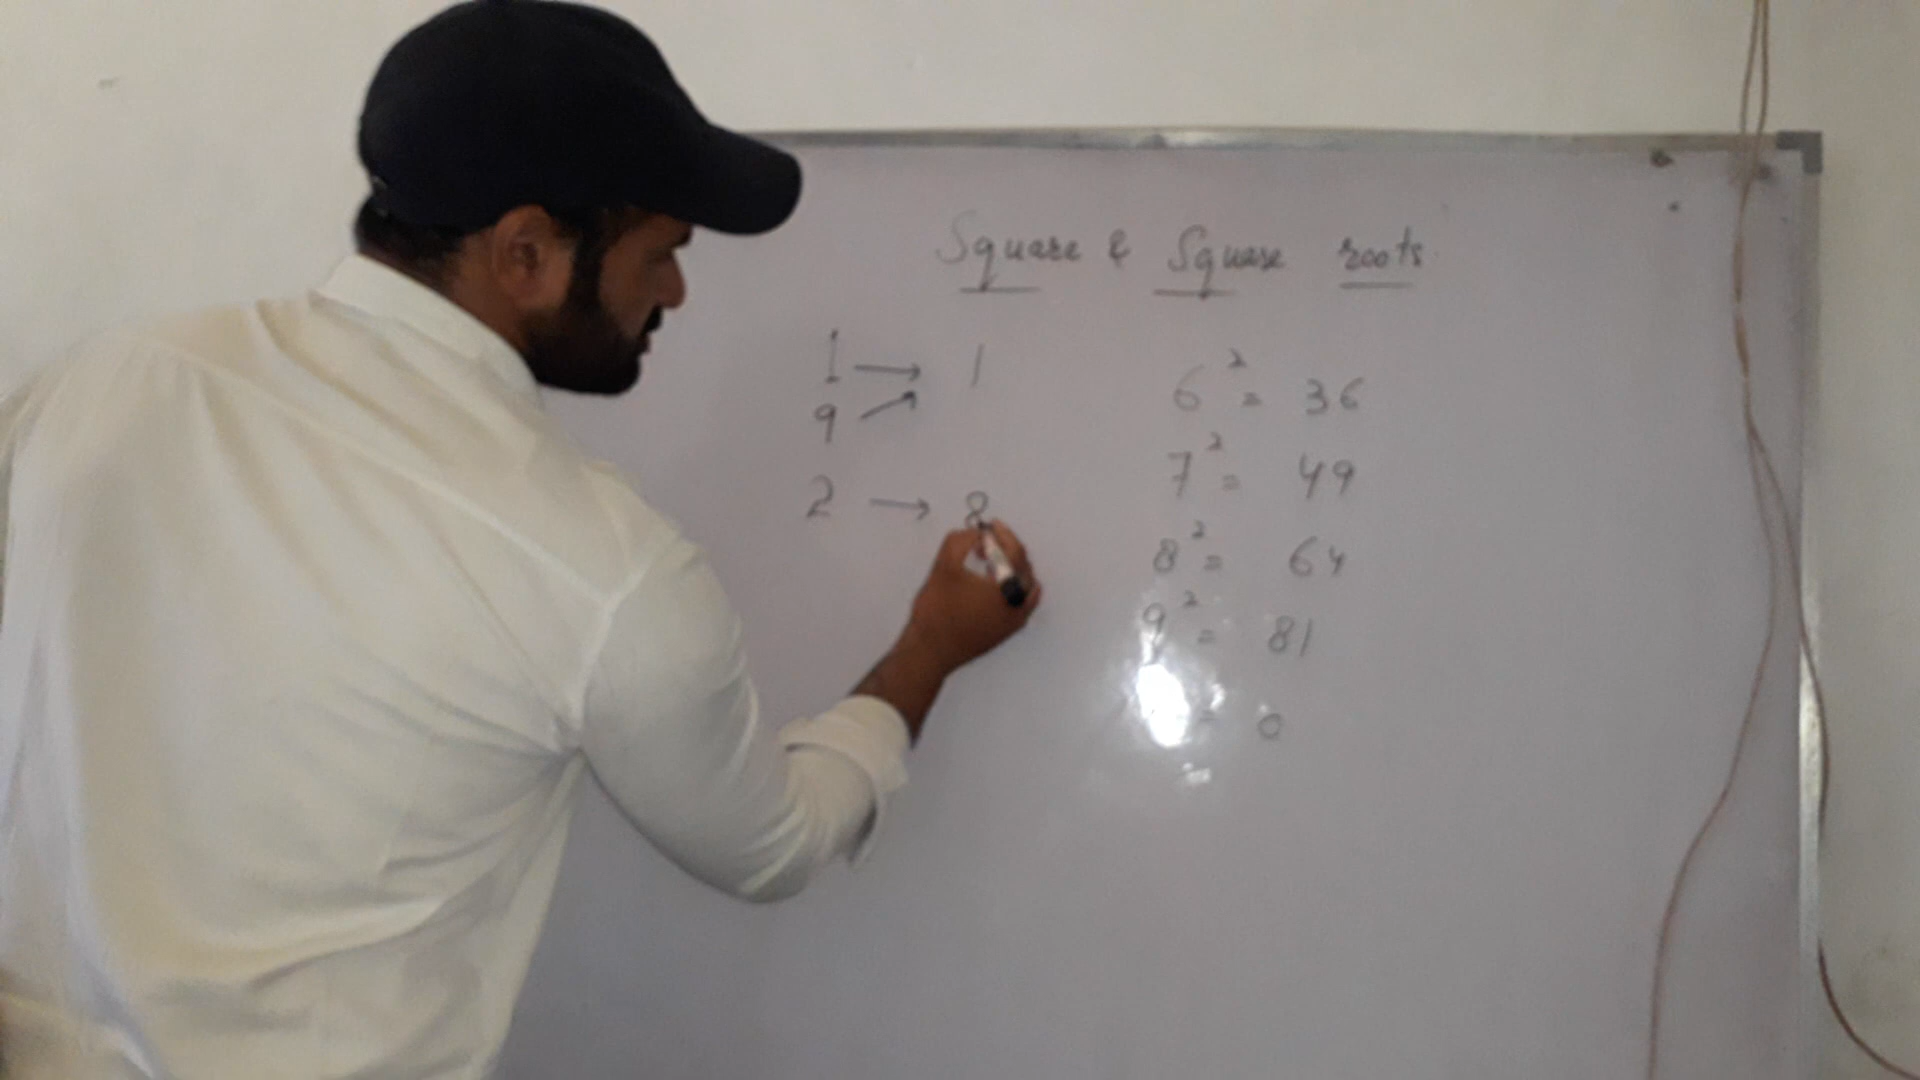 Square & Square roots
1 → 1
9 ↗
2 → 8
6² = 36
7² = 49
8² = 64
9² = 81
= 0